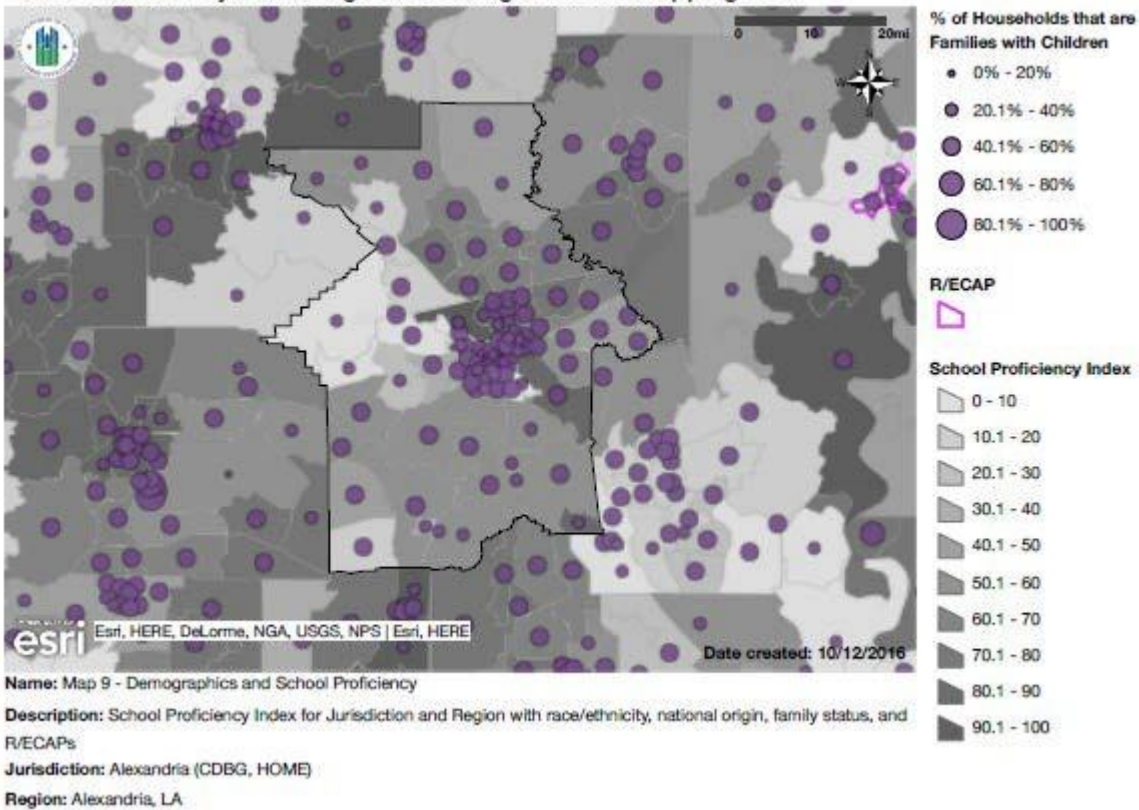 0 10 20mi
N
W E
% of Households that are
Families with Children
0% - 20%
20.1% - 40%
40.1% - 60%
60.1% - 80%
80.1% - 100%
R/ECAP
School Proficiency Index
0 - 10
10.1 - 20
20.1 - 30
30.1 - 40
40.1 - 50
50.1 - 60
60.1 - 70
70.1 - 80
80.1 - 90
90.1 - 100
esri
Esri, HERE, DeLorme, NGA, USGS, NPS | Esri, HERE
Date created: 10/12/2016
Name: Map 9 - Demographics and School Proficiency
Description: School Proficiency Index for Jurisdiction and Region with race/ethnicity, national origin, family status, and
R/ECAPs
Jurisdiction: Alexandria (CDBG, HOME)
Region: Alexandria, LA